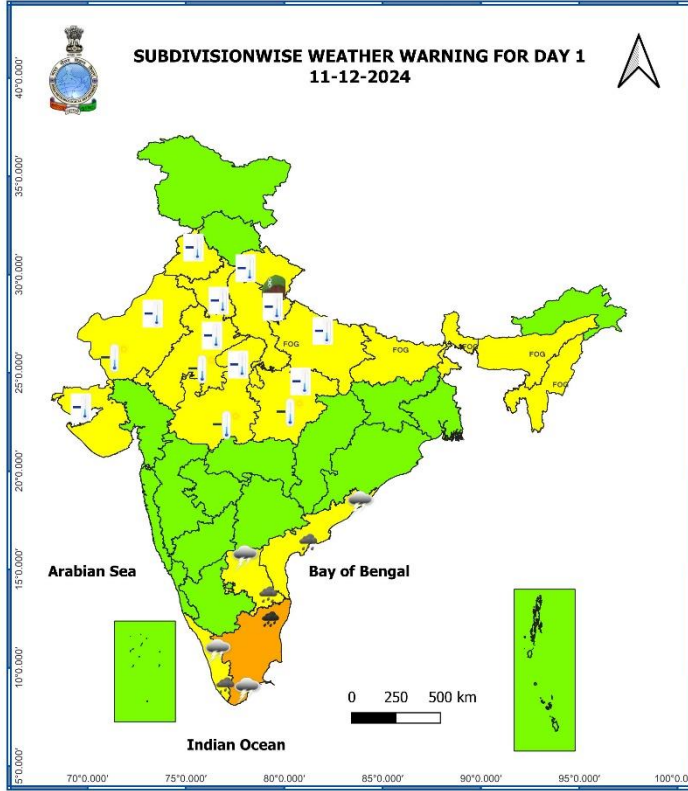 SUBDIVISIONWISE WEATHER WARNING FOR DAY 1
11-12-2024
40°0.000'
35°0.000'
30°0.000'
25°0.000'
20°0.000'
15°0.000'
10°0.000'
5°0.000'
FOG
FOG
FOG
FOG
FOG
Arabian Sea
Bay of Bengal
0 250 500 km
Indian Ocean
70°0.000' 75°0.000' 80°0.000' 85°0.000' 90°0.000' 95°0.000' 100°0.0